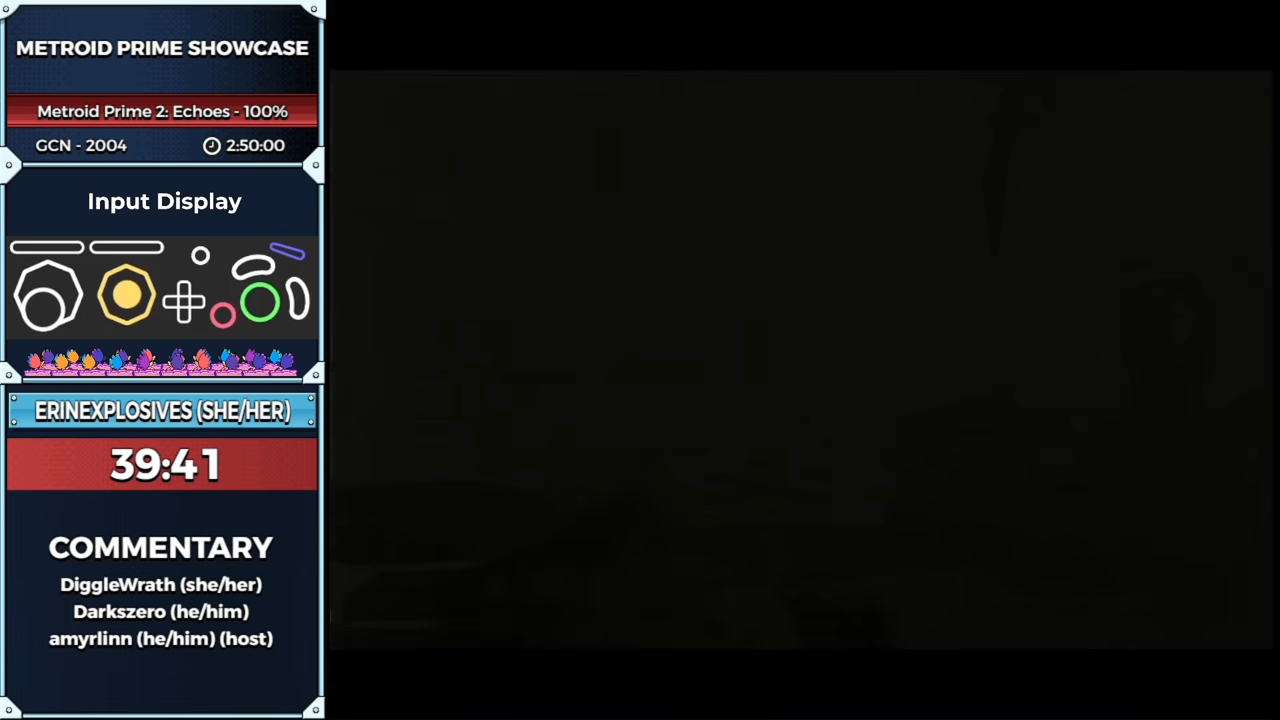 METROID PRIME SHOWCASE
Metroid Prime 2: Echoes - 100%
GCN - 2004 2:50:00
Input Display
ERINEXPLOSIVES (SHE/HER)
39:41
COMMENTARY
DiggleWrath (she/her)
Darkszero (he/him)
amyrlinn (he/him) (host)